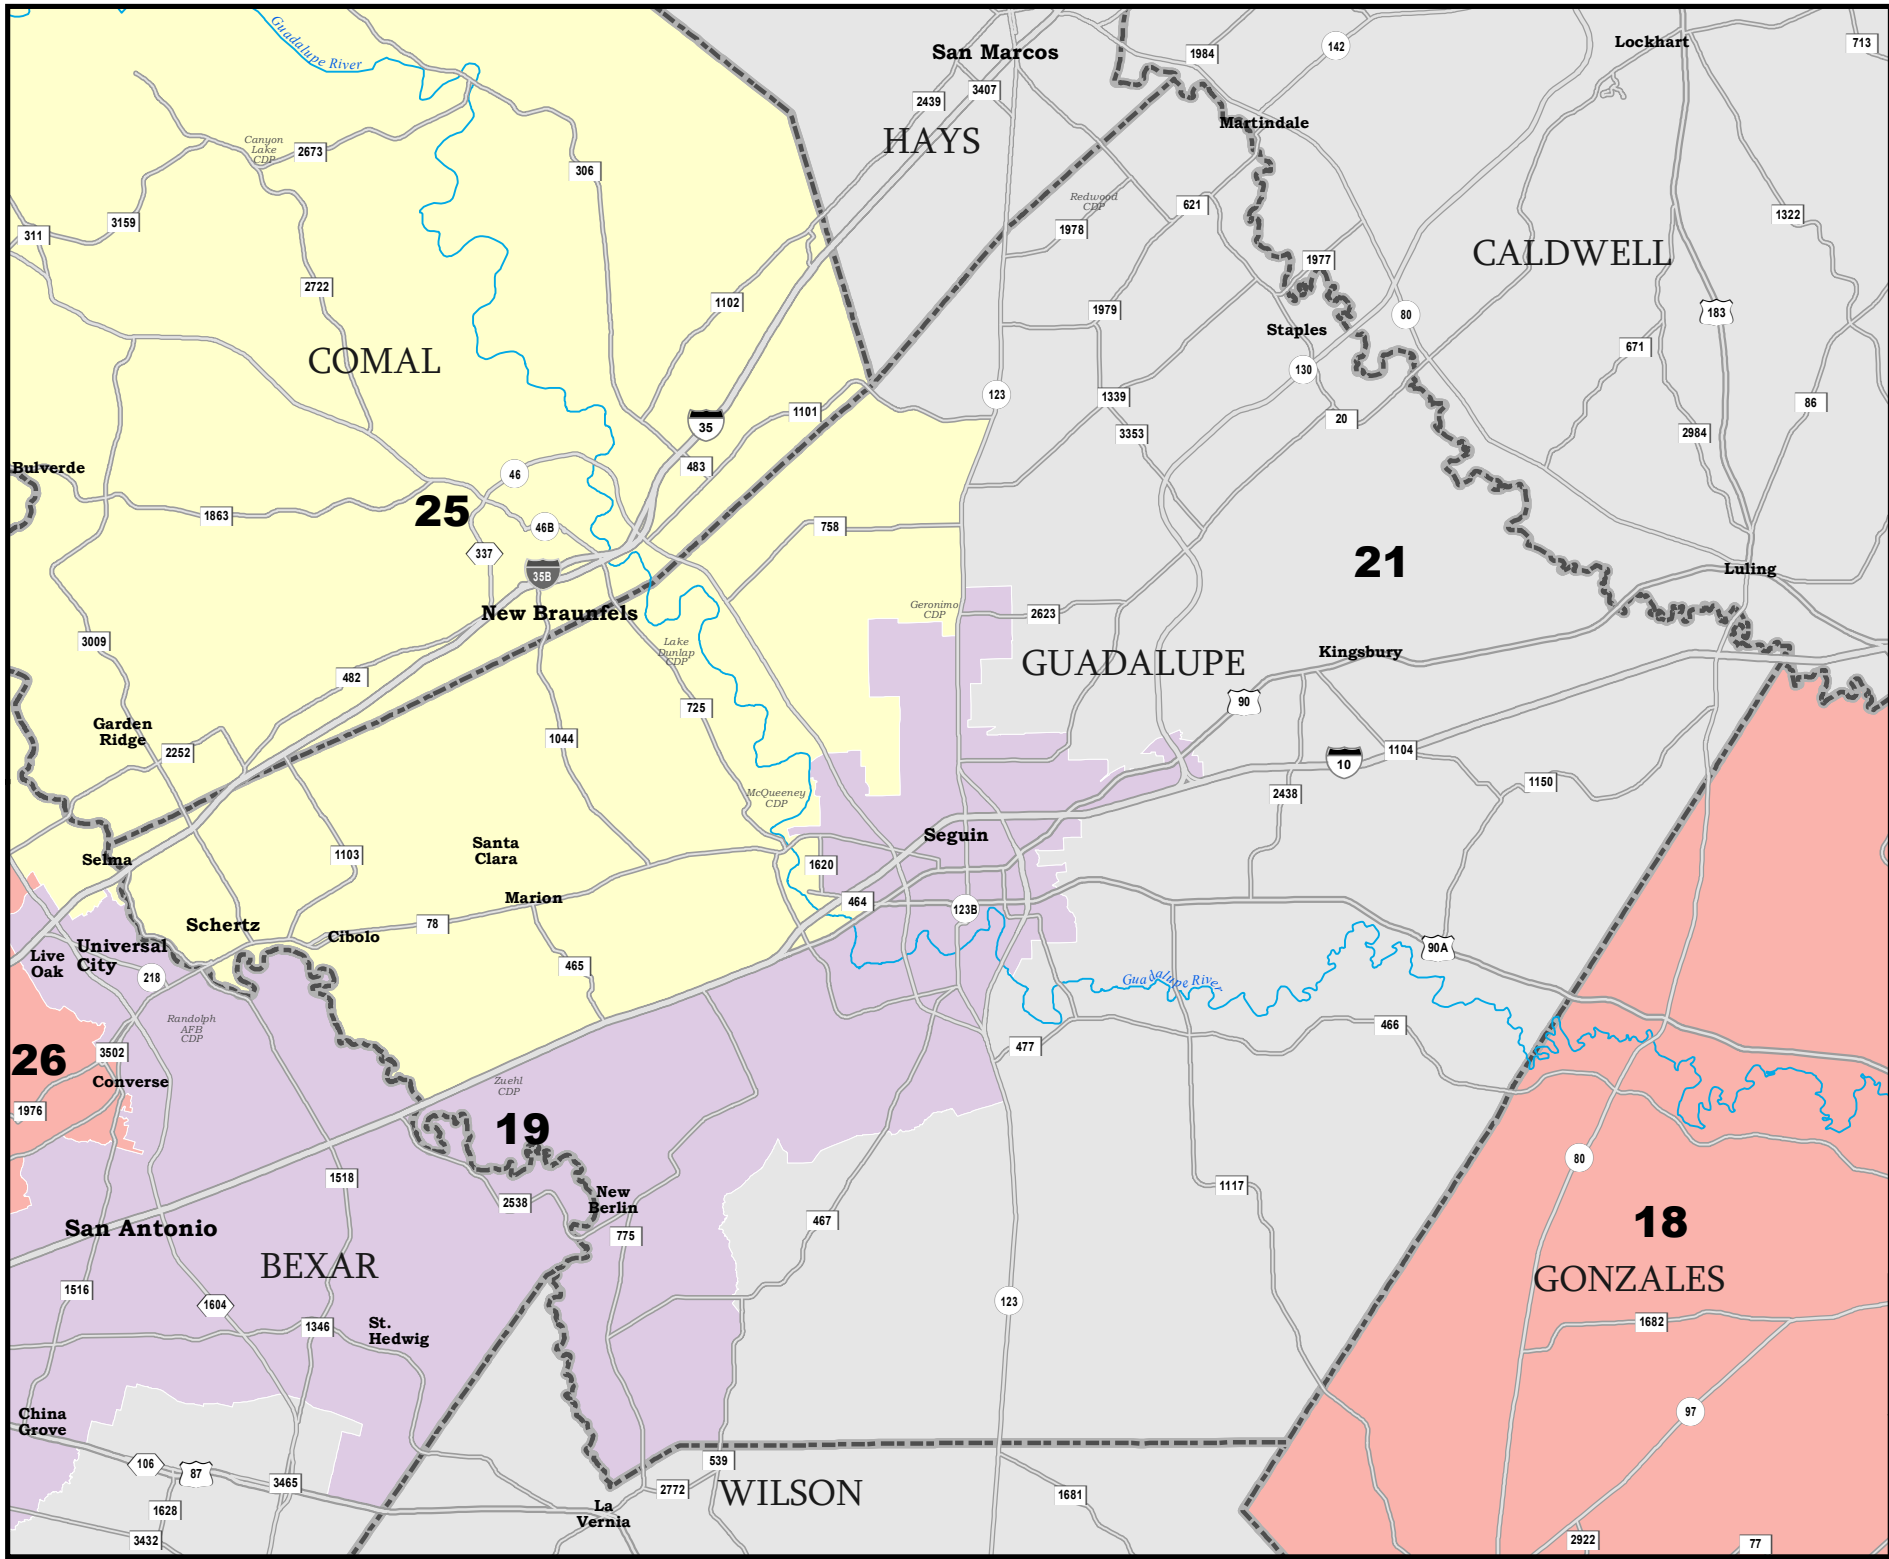 Guadalupe River
San Marcos
1984
142
Lockhart
713
3407
2439
HAYS
Martindale
Canyon
Lake
CDP
2673
306
Redwood
CDP
621
1978
3159
311
1322
CALDWELL
1977
2722
1102
1979
183
80
Staples
COMAL
671
130
123
1339
86
1101
35
20
3353
2984
483
Bulverde
46
25
1863
46B
758
337
21
35B
Luling
New Braunfels
Geronimo
CDP
2623
3009
Lake
Dunlap
CDP
GUADALUPE
Kingsbury
482
90
725
Garden
Ridge
2252
1044
1104
10
1150
McQueeney
CDP
2438
Seguin
Santa
Clara
Selma
1103
1620
Marion
464
123B
78
Schertz
Cibolo
Universal
City
Live
Oak
90A
465
218
Guadalupe River
Randolph
AFB
CDP
466
3502
477
26
Converse
Zuehl
CDP
1976
19
80
1518
1117
New
Berlin
2538
467
18
San Antonio
775
BEXAR
GONZALES
1516
1604
123
1346
St.
Hedwig
1682
China
Grove
97
106
87
539
3465
2772
WILSON
1681
1628
La
Vernia
3432
2922
77